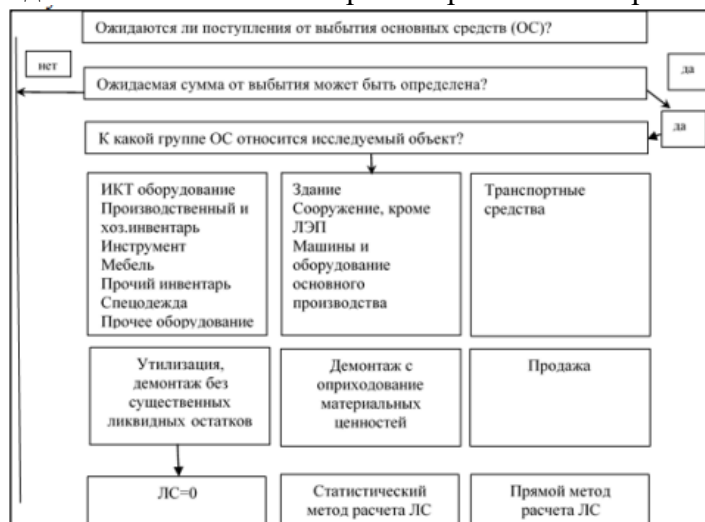 Ожидаются ли поступления от выбытия основных средств (ОС)?
нет
да
Ожидаемая сумма от выбытия может быть определена?
да
К какой группе ОС относится исследуемый объект?
ИКТ оборудование
Производственный и
хоз.инвентарь
Инструмент
Мебель
Прочий инвентарь
Спецодежда
Прочее оборудование
Здание
Сооружение, кроме
ЛЭП
Машины и
оборудование
основного
производства
Транспортные
средства
Утилизация,
демонтаж без
существенных
ликвидных остатков
Демонтаж с
оприходование
материальных
ценностей
Продажа
ЛС=0
Статистический
метод расчета ЛС
Прямой метод
расчета ЛС